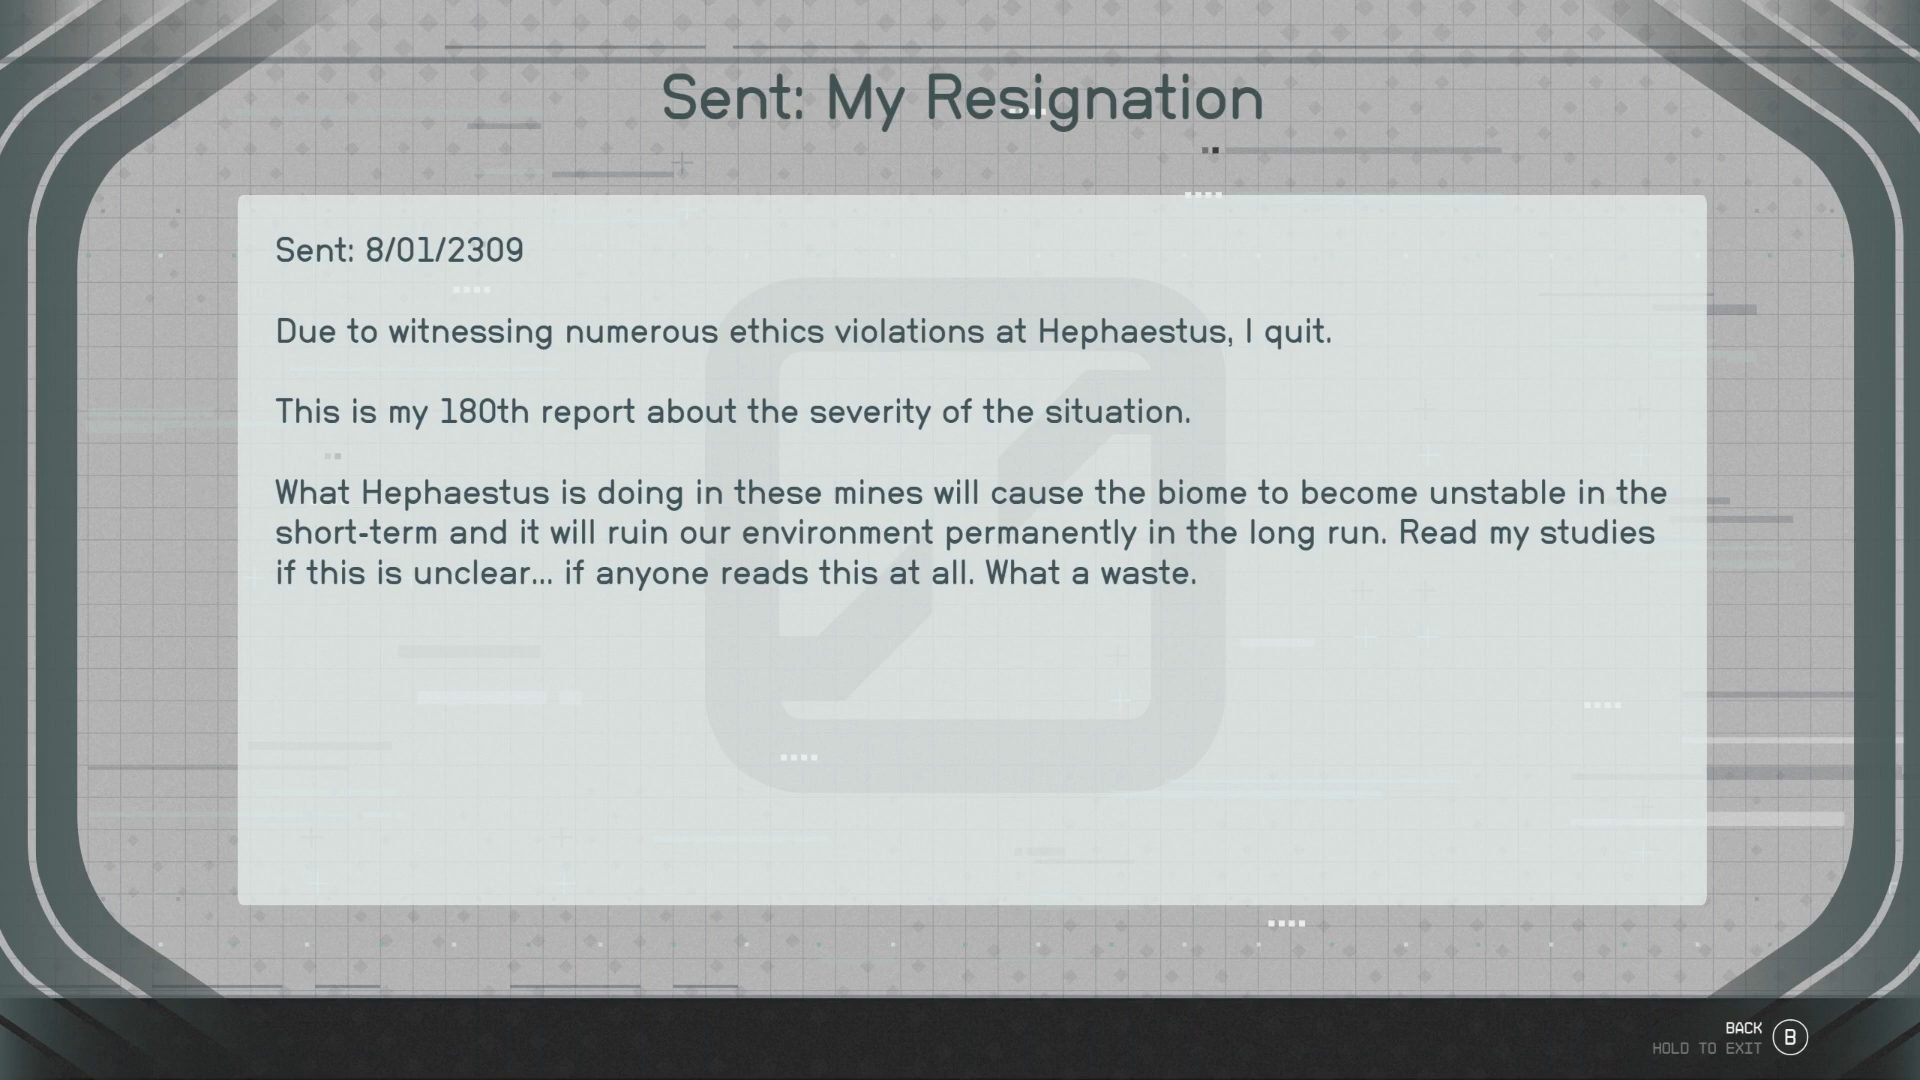 Sent: My Resignation
Sent: 8/01/2309
Due to witnessing numerous ethics violations at Hephaestus, I quit.
This is my 180th report about the severity of the situation.
What Hephaestus is doing in these mines will cause the biome to become unstable in the
short-term and it will ruin our environment permanently in the long run. Read my studies
if this is unclear... if anyone reads this at all. What a waste.
BACK
HOLD TO EXIT
B